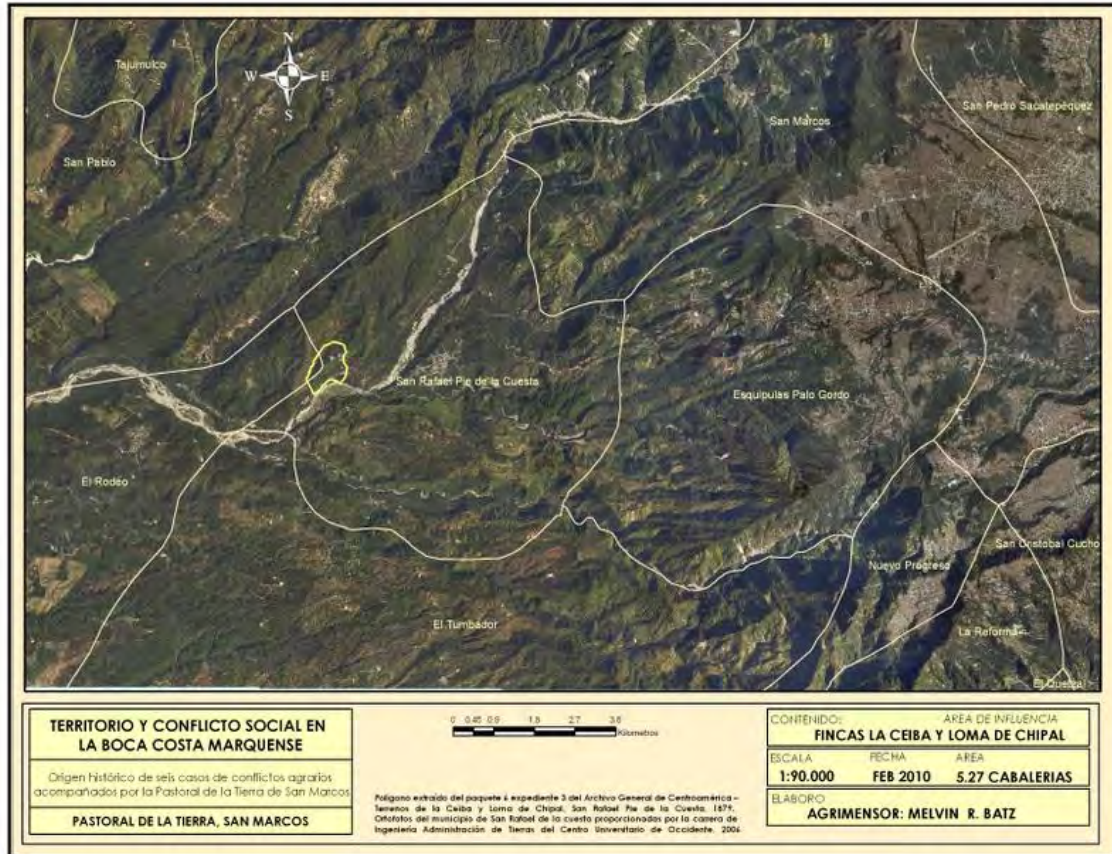 Tajumulco
N
W E
S
San Pedro Sacatepéquez
San Marcos
San Pablo
San Rafael Pie de la Cuesta
Esquipulas Palo Gordo
El Rodeo
San Cristobal Cucho
Nuevo Progreso
El Tumbador
La Reforma
El Quetzal
TERRITORIO Y CONFLICTO SOCIAL EN
LA BOCA COSTA MARQUENSE
Origen histórico de seis casos de conflictos agrarios
acompañados por la Pastoral de la Tierra de San Marcos
PASTORAL DE LA TIERRA, SAN MARCOS
0 0.45 0.9 1.8 2.7 3.6
Kilometros
Polígono extraído del paquete 6 expediente 3 del Archivo General de Centroamérica –
Terrenos de la Ceiba y Loma de Chipal, San Rafael Pie de la Cuesta, 1879.
Ortofotos del municipio de San Rafael de la cuesta proporcionadas por la carrera de
Ingeniería Administración de Tierras del Centro Universitario de Occidente, 2006
CONTENIDO: AREA DE INFLUENCIA
FINCAS LA CEIBA Y LOMA DE CHIPAL
ESCALA FECHA AREA
1:90.000 FEB 2010 5.27 CABALERIAS
ELABORO
AGRIMENSOR: MELVIN R. BATZ